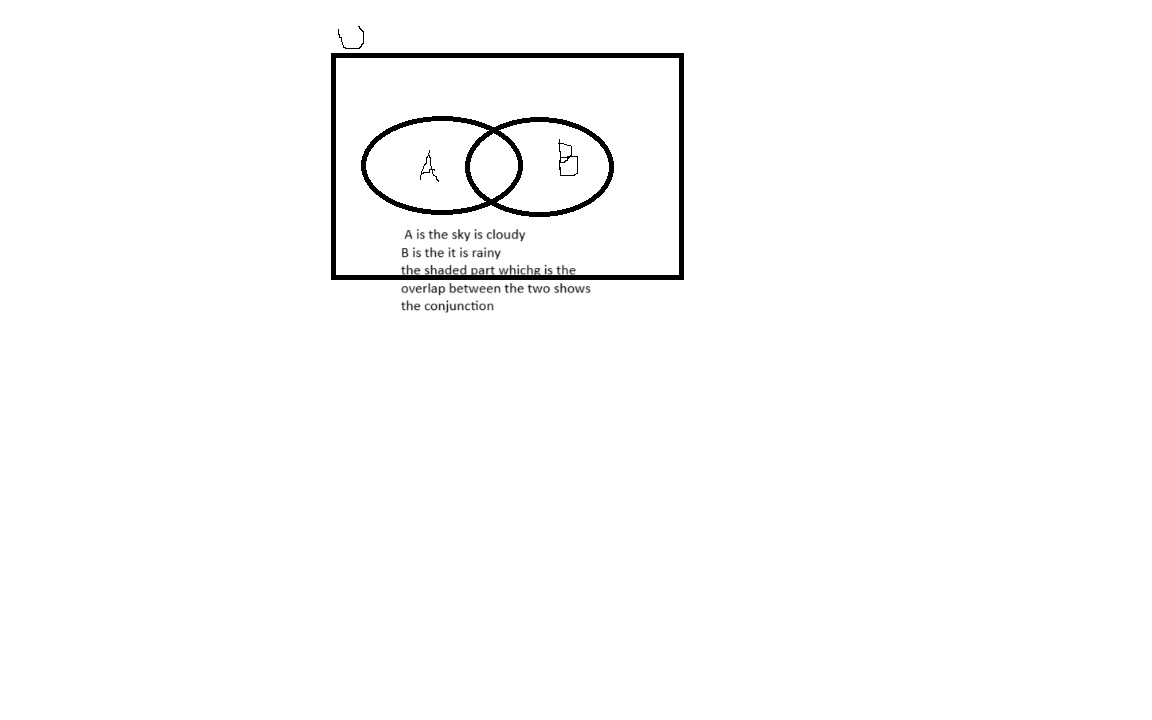 U
A B
A is the sky is cloudy
B is the it is rainy
the shaded part whichg is the
overlap between the two shows
the conjunction